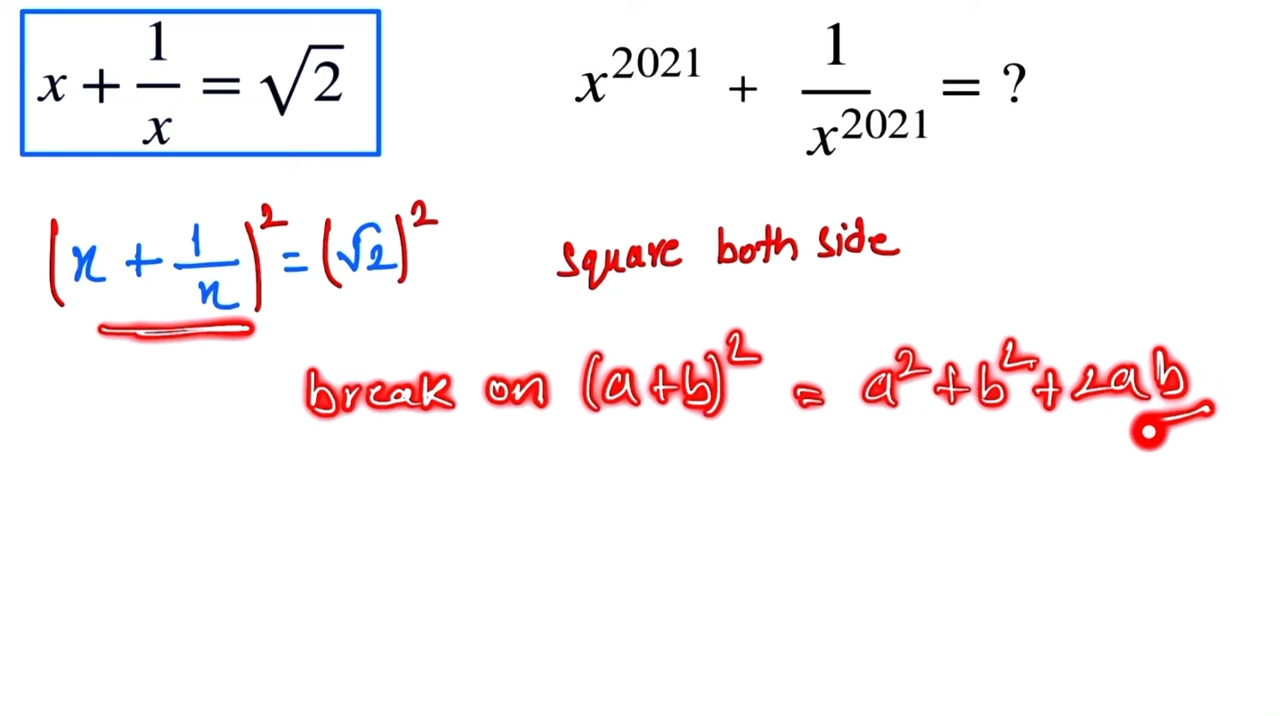 x + 1/x = √2
x^2021 + 1/x^2021 = ?
(x + 1/x)^2 = (√2)^2
square both side
break on (a+b)^2 = a^2+b^2+2ab